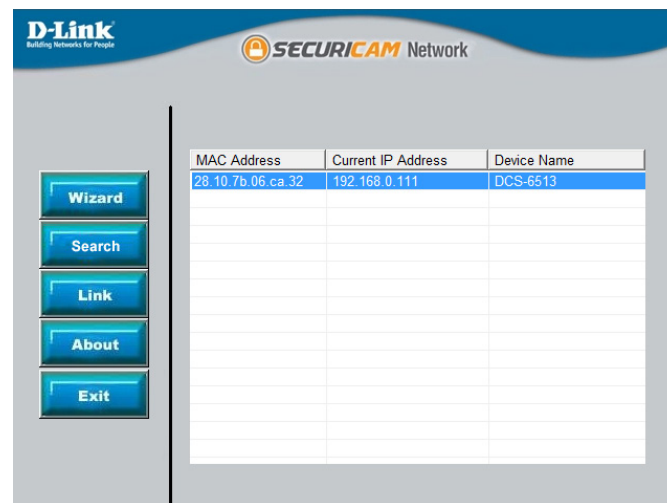 D-Link
Building Networks for People
SECURICAM Network
MAC Address Current IP Address Device Name
28.10.7b.06.ca.32 192.168.0.111 DCS-6513
Wizard
Search
Link
About
Exit